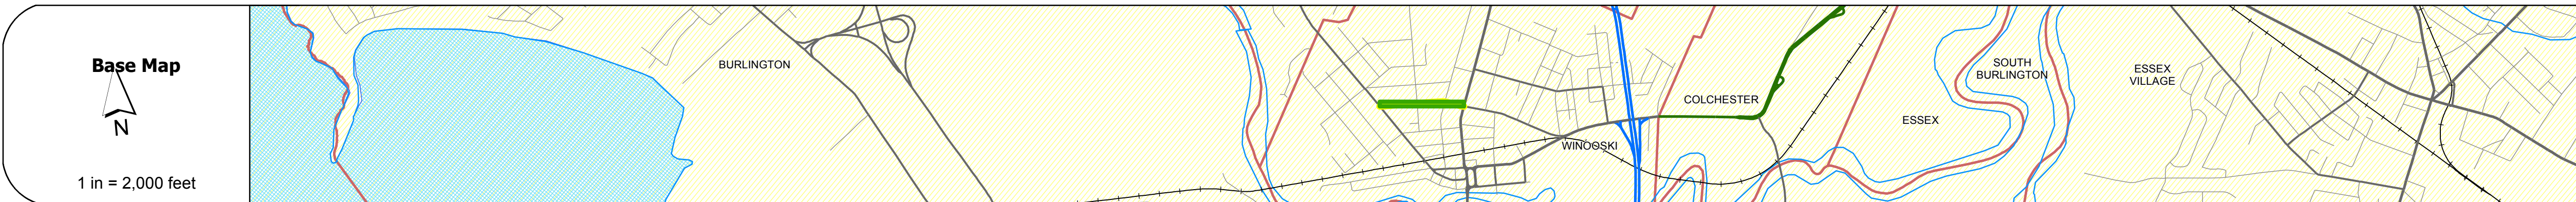 Base Map
N
1 in = 2,000 feet
BURLINGTON
WINOOSKI
COLCHESTER
ESSEX
SOUTH
BURLINGTON
ESSEX
VILLAGE